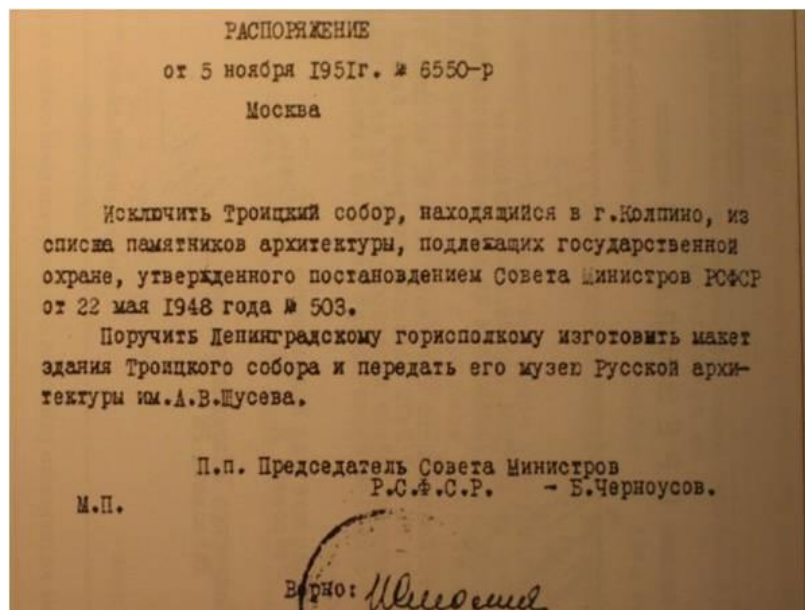 РАСПОРЯЖЕНИЕ
от 5 ноября 1951г. № 6550-р
Москва
Исключить Троицкий собор, находящийся в г.Колпино, из
списка памятников архитектуры, подлежащих государственной
охране, утвержденного постановлением Совета Министров РСФСР
от 22 мая 1948 года № 503.
Поручить Ленинградскому горисполкому изготовить макет
здания Троицкого собора и передать его музею Русской архи-
тектуры им.А.В.Щусева.
П.п. Председатель Совета Министров
Р.С.Ф.С.Р. - Б.Черноусов.
М.П.
Верно: